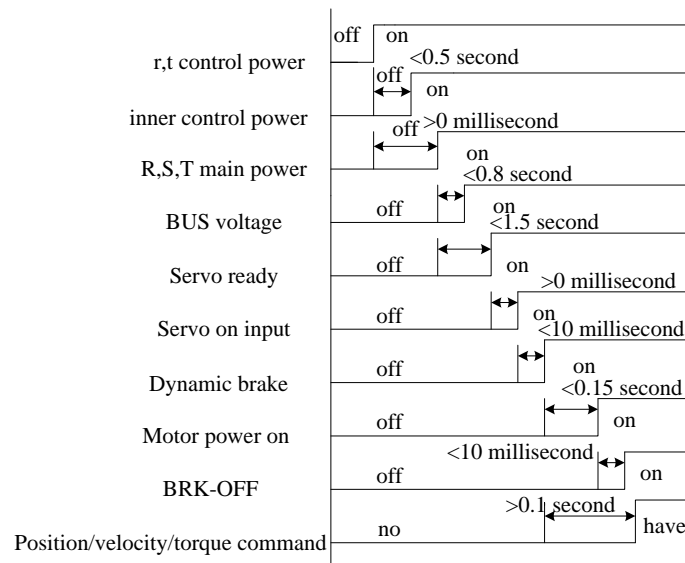 off on
r,t control power
<0.5 second
off
on
inner control power
off >0 millisecond
R,S,T main power
on
<0.8 second
off
on
BUS voltage
<1.5 second
off
on
Servo ready
>0 millisecond
off
on
Servo on input
<10 millisecond
off
on
Dynamic brake
<0.15 second
off
on
Motor power on
<10 millisecond
off
on
BRK-OFF
>0.1 second
no
have
Position/velocity/torque command